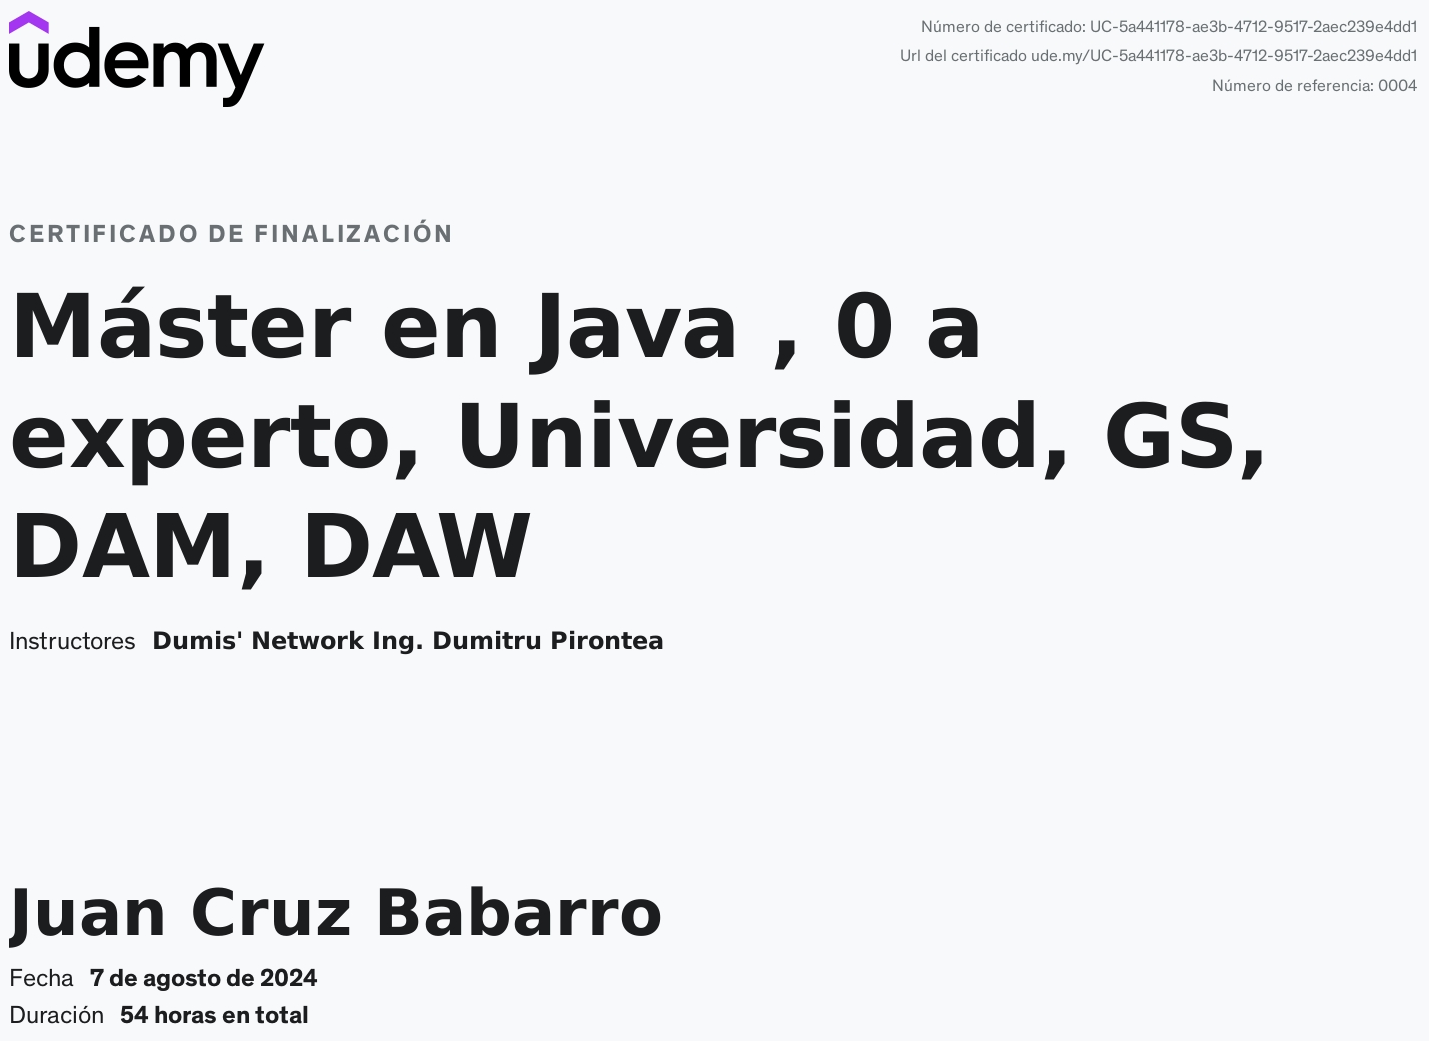 udemy
Número de certificado: UC-5a441178-ae3b-4712-9517-2aec239e4dd1
Url del certificado ude.my/UC-5a441178-ae3b-4712-9517-2aec239e4dd1
Número de referencia: 0004
CERTIFICADO DE FINALIZACIÓN
Máster en Java , 0 a
experto, Universidad, GS,
DAM, DAW
Instructores Dumis' Network Ing. Dumitru Pirontea
Juan Cruz Babarro
Fecha 7 de agosto de 2024
Duración 54 horas en total